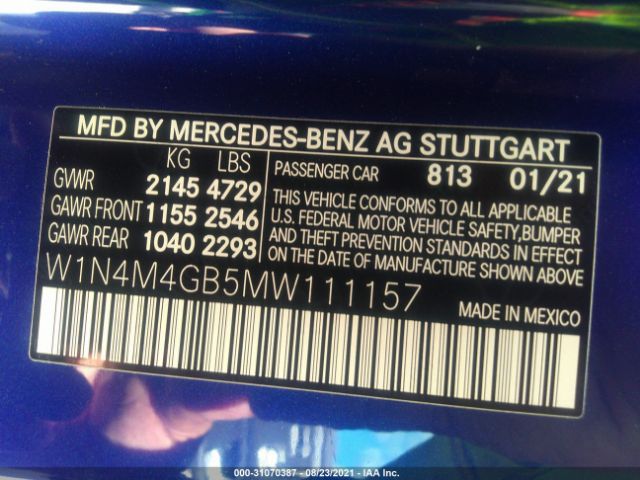 MFD BY MERCEDES-BENZ AG STUTTGART
KG LBS
GVWR 2145 4729
GAWR FRONT 1155 2546
GAWR REAR 1040 2293
PASSENGER CAR 813 01/21
THIS VEHICLE CONFORMS TO ALL APPLICABLE
U.S. FEDERAL MOTOR VEHICLE SAFETY,BUMPER
AND THEFT PREVENTION STANDARDS IN EFFECT
ON THE DATE OF MANUFACTURE SHOWN ABOVE.
W1N4M4GB5MW111157
MADE IN MEXICO
000-31070387 - 08/23/2021 - IAA Inc.